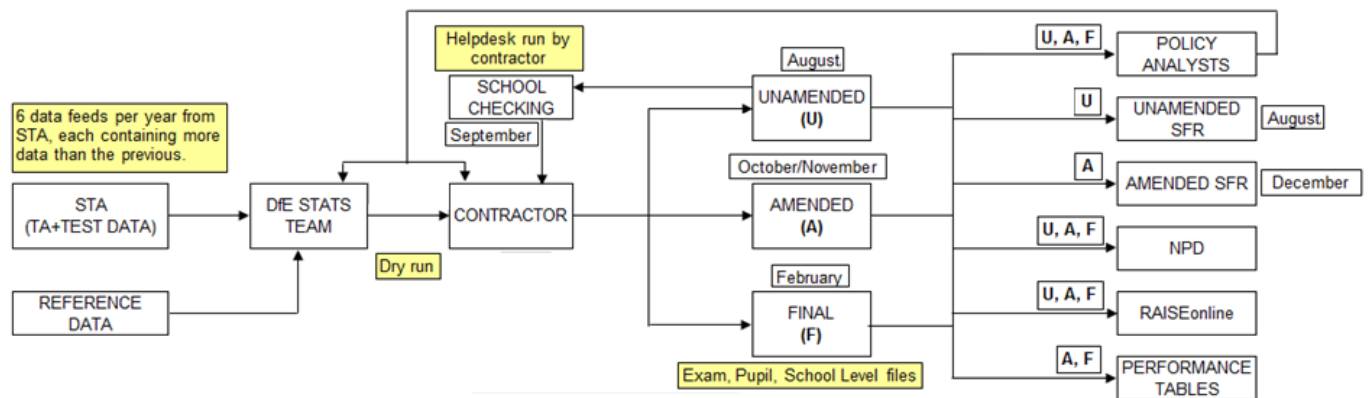 6 data feeds per year from
STA, each containing more
data than the previous.
STA
(TA+TEST DATA)
REFERENCE
DATA
DfE STATS
TEAM
Dry run
Helpdesk run by
contractor
SCHOOL
CHECKING
September
CONTRACTOR
August
UNAMENDED
(U)
October/November
AMENDED
(A)
February
FINAL
(F)
Exam, Pupil, School Level files
U, A, F
POLICY
ANALYSTS
U
UNAMENDED
SFR
August
A
AMENDED SFR
December
U, A, F
NPD
U, A, F
RAISEonline
A, F
PERFORMANCE
TABLES